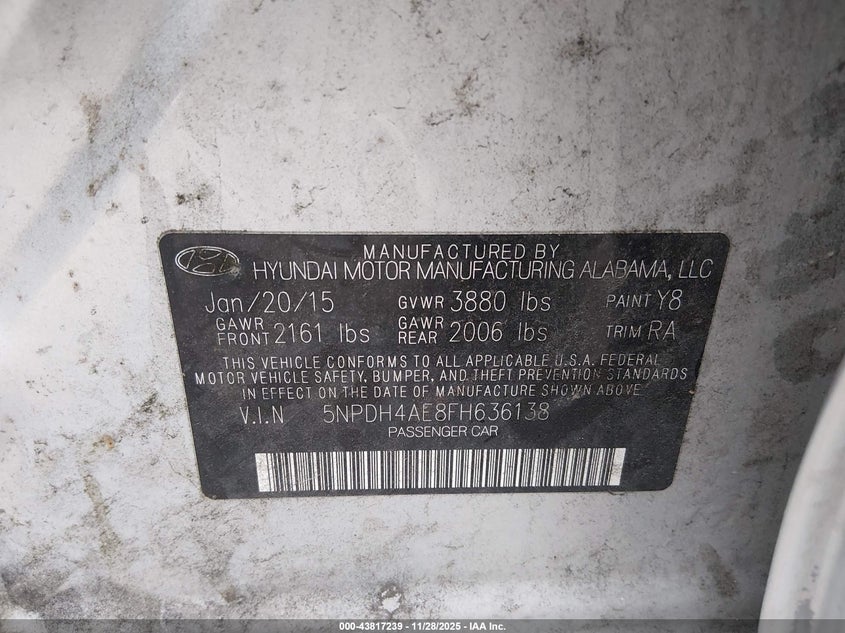 MANUFACTURED BY
HYUNDAI MOTOR MANUFACTURING ALABAMA, LLC
Jan/20/15 GVWR 3880 lbs PAINT Y8
GAWR FRONT 2161 lbs GAWR REAR 2006 lbs TRIM RA
THIS VEHICLE CONFORMS TO ALL APPLICABLE U.S.A. FEDERAL
MOTOR VEHICLE SAFETY, BUMPER, AND THEFT PREVENTION STANDARDS
IN EFFECT ON THE DATE OF MANUFACTURE SHOWN ABOVE
V.I.N 5NPDH4AE8FH636138
PASSENGER CAR
000-43817239 - 11/28/2025 - IAA Inc.